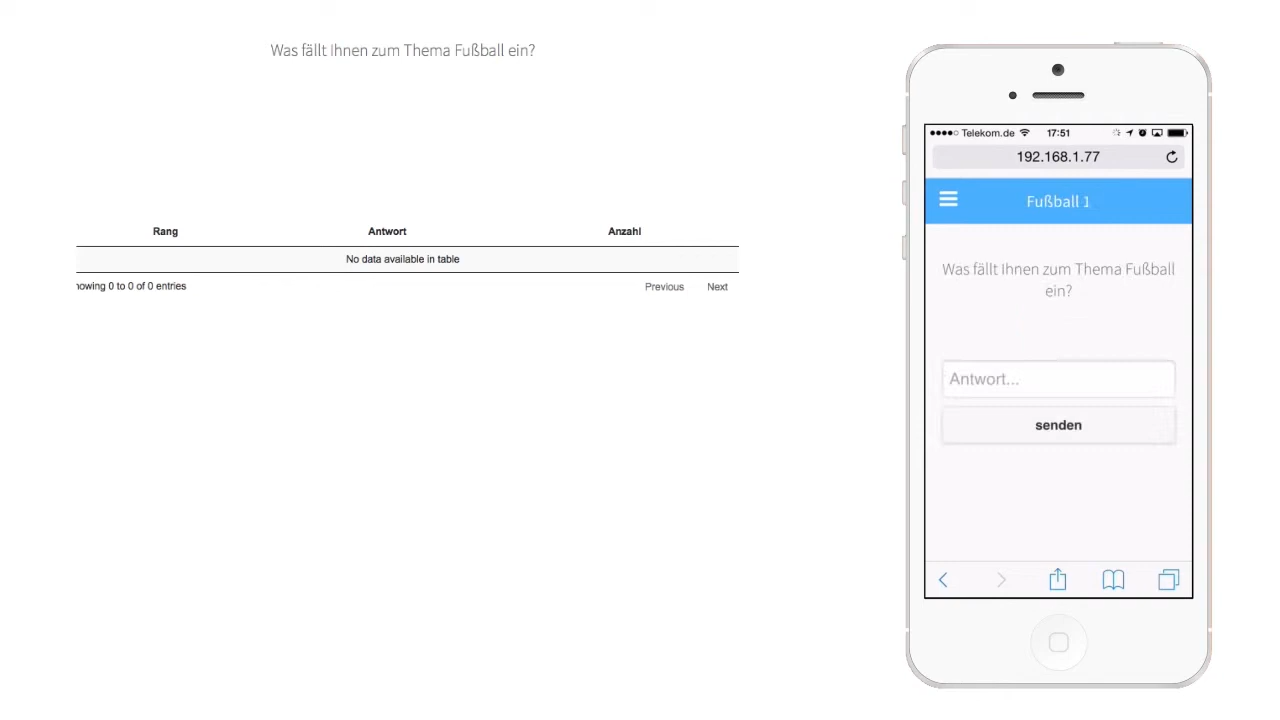 Was fällt Ihnen zum Thema Fußball ein?
Rang Antwort Anzahl
No data available in table
howing 0 to 0 of 0 entries Previous Next
Telekom.de 17:51
192.168.1.77
Fußball 1
Was fällt Ihnen zum Thema Fußball
ein?
Antwort...
senden